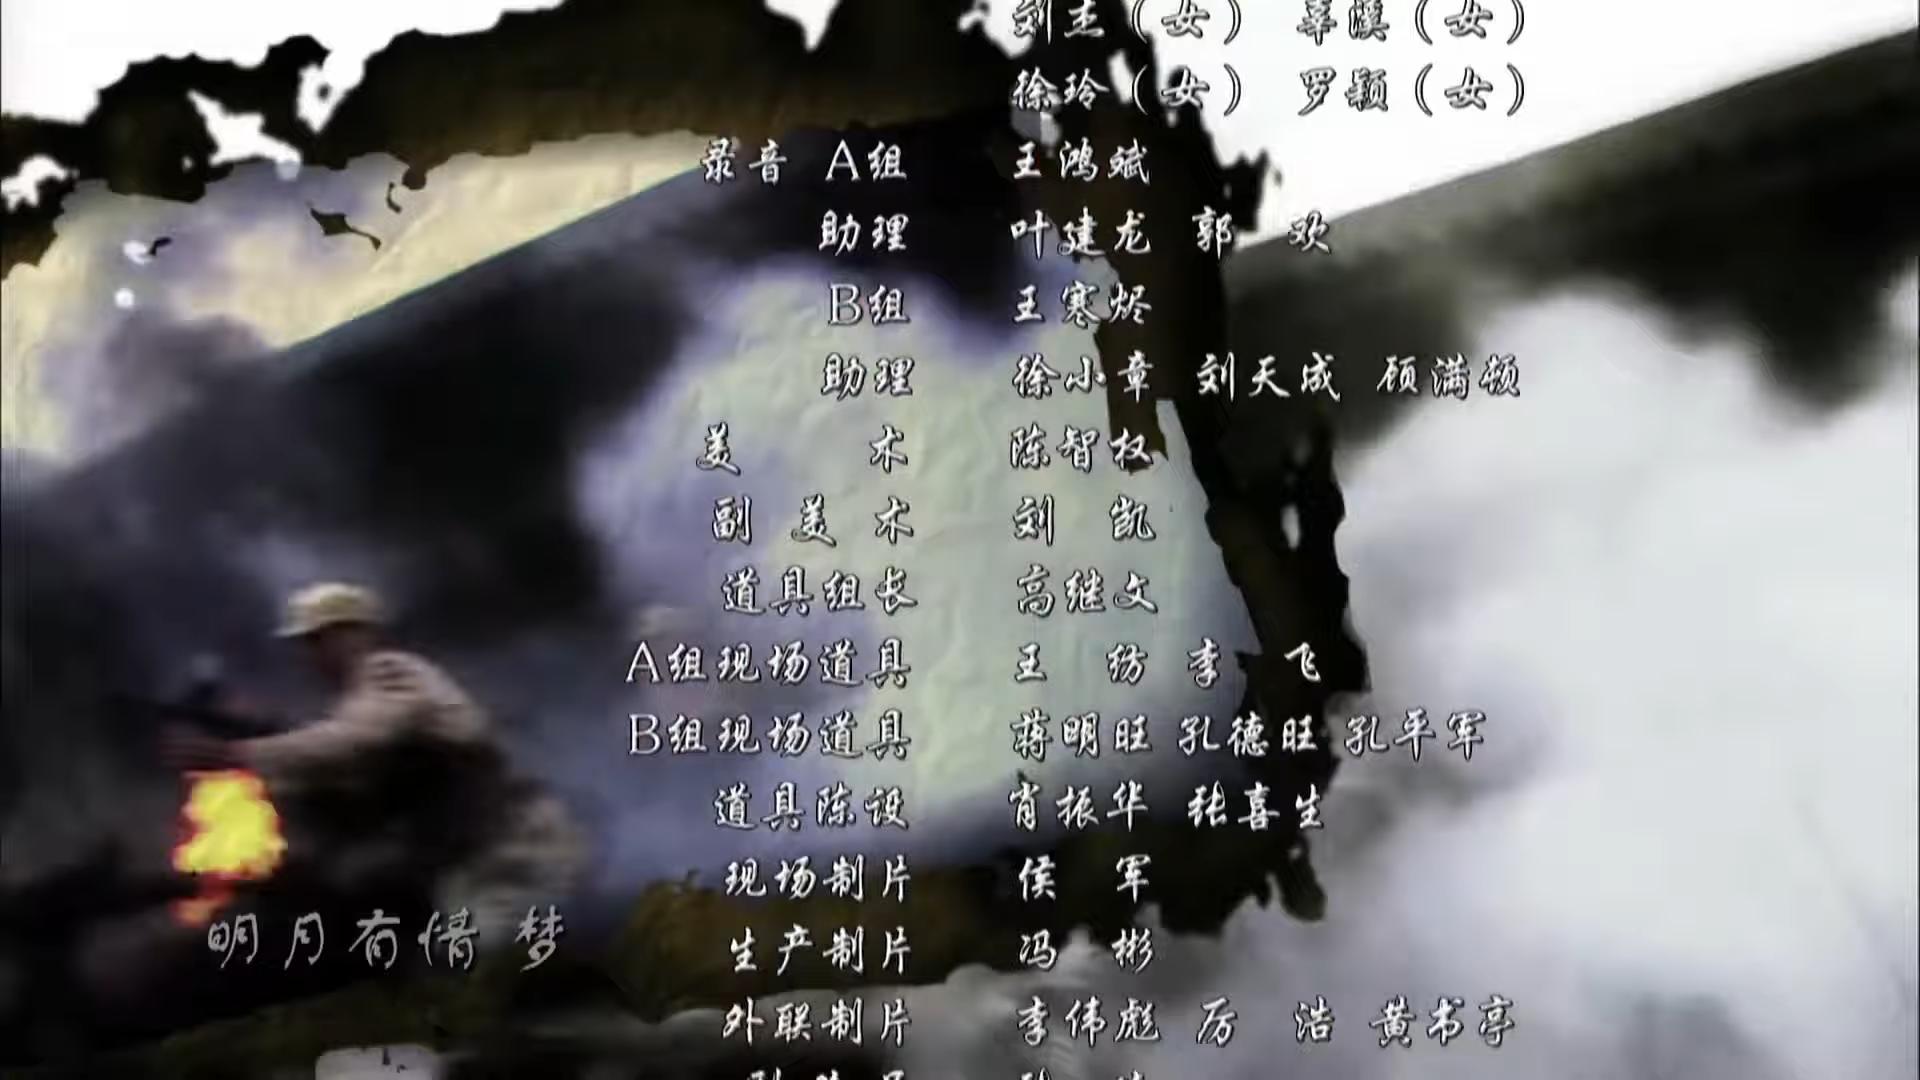 刘杰（女） 辜溪（女）
徐玲（女） 罗颖（女）
录音 A组 王鸿斌
助理 叶建龙 郭 欢
B组 王寒烬
助理 徐小章 刘天成 顾满顿
美 术 陈智权
副 美 术 刘 凯
道具组长 高继文
A组现场道具 王 纺 李 飞
B组现场道具 蒋明旺 孔德旺 孔平军
道具陈设 肖振华 张喜生
现场制片 侯 军
生产制片 冯 彬
外联制片 李伟彪 厉 浩 黄书亭
明月有情 梦